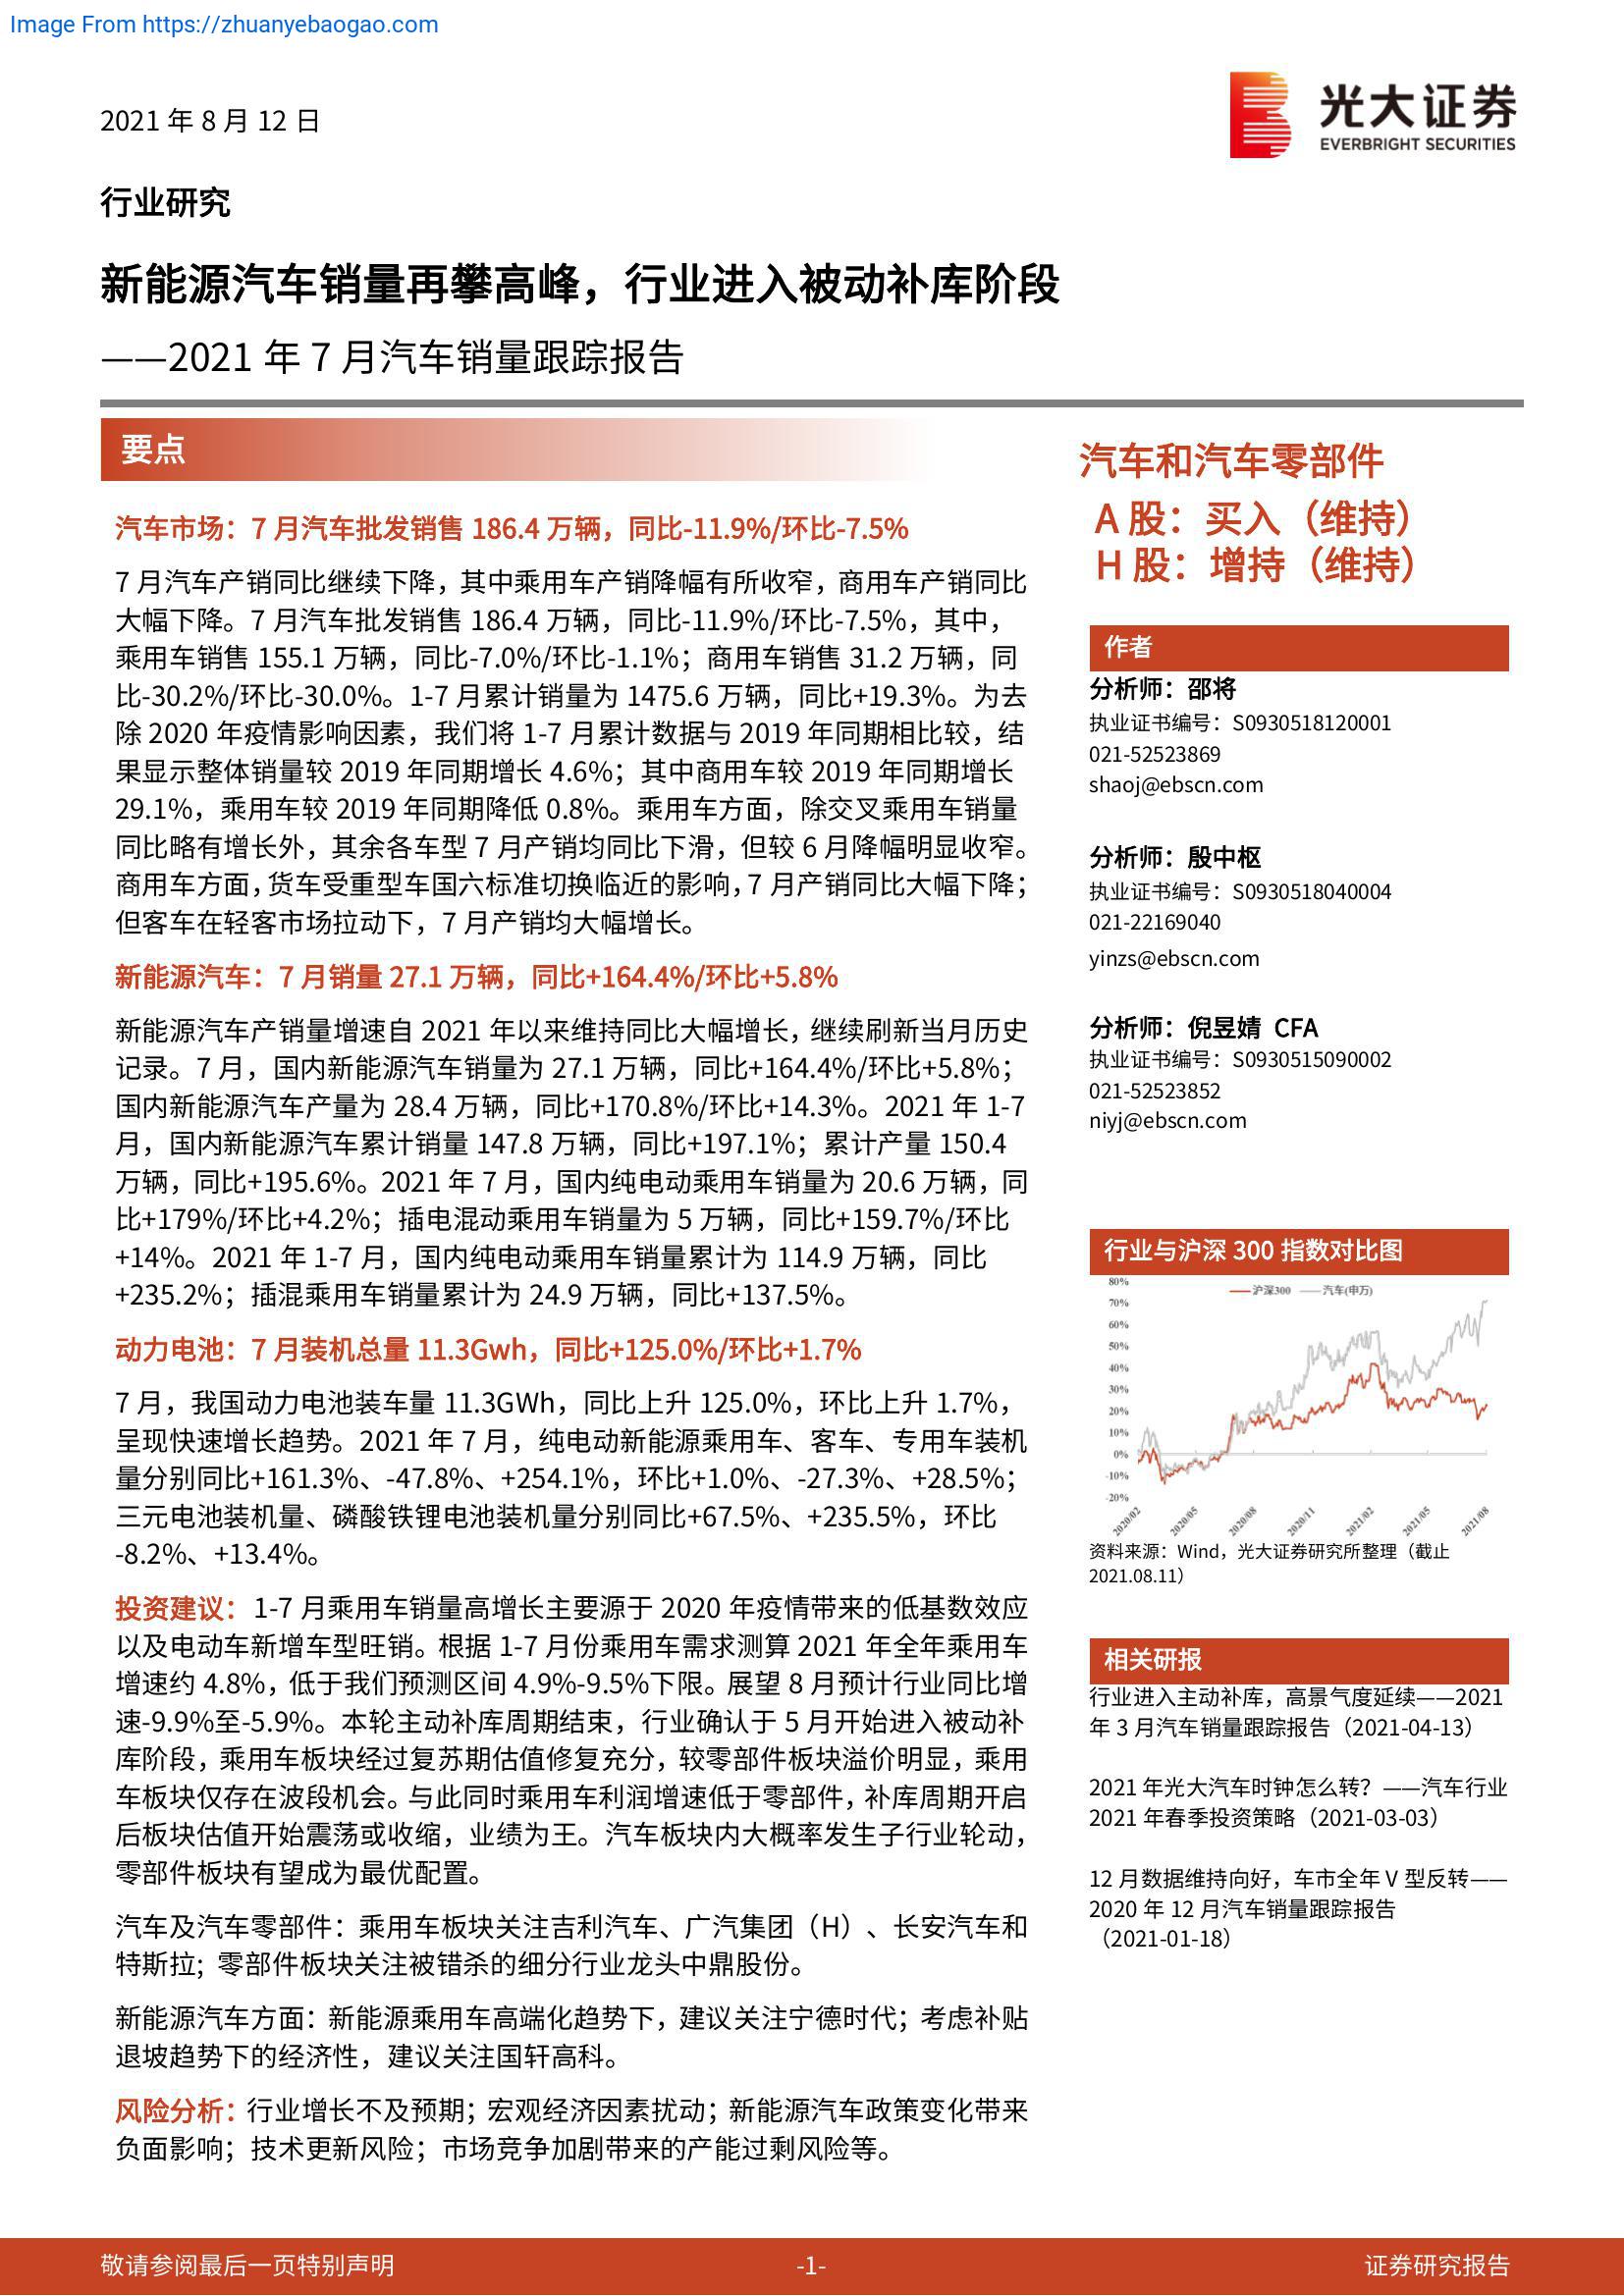 Image From https://zhuanyebaogao.com
2021 年 8 月 12 日
光大证券
EVERBRIGHT SECURITIES
行业研究
新能源汽车销量再攀高峰，行业进入被动补库阶段
——2021 年 7 月汽车销量跟踪报告
要点
汽车市场：7 月汽车批发销售 186.4 万辆，同比-11.9%/环比-7.5%
7 月汽车产销同比继续下降，其中乘用车产销降幅有所收窄，商用车产销同比
大幅下降。7 月汽车批发销售 186.4 万辆，同比-11.9%/环比-7.5%，其中，
乘用车销售 155.1 万辆，同比-7.0%/环比-1.1%；商用车销售 31.2 万辆，同
比-30.2%/环比-30.0%。1-7 月累计销量为 1475.6 万辆，同比+19.3%。为去
除 2020 年疫情影响因素，我们将 1-7 月累计数据与 2019 年同期相比较，结
果显示整体销量较 2019 年同期增长 4.6%；其中商用车较 2019 年同期增长
29.1%，乘用车较 2019 年同期降低 0.8%。乘用车方面，除交叉乘用车销量
同比略有增长外，其余各车型 7 月产销均同比下滑，但较 6 月降幅明显收窄。
商用车方面，货车受重型车国六标准切换临近的影响，7 月产销同比大幅下降；
但客车在轻客市场拉动下，7 月产销均大幅增长。
新能源汽车：7 月销量 27.1 万辆，同比+164.4%/环比+5.8%
新能源汽车产销量增速自 2021 年以来维持同比大幅增长，继续刷新当月历史
记录。7 月，国内新能源汽车销量为 27.1 万辆，同比+164.4%/环比+5.8%；
国内新能源汽车产量为 28.4 万辆，同比+170.8%/环比+14.3%。2021 年 1-7
月，国内新能源汽车累计销量 147.8 万辆，同比+197.1%；累计产量 150.4
万辆，同比+195.6%。2021 年 7 月，国内纯电动乘用车销量为 20.6 万辆，同
比+179%/环比+4.2%；插电混动乘用车销量为 5 万辆，同比+159.7%/环比
+14%。2021 年 1-7 月，国内纯电动乘用车销量累计为 114.9 万辆，同比
+235.2%；插混乘用车销量累计为 24.9 万辆，同比+137.5%。
动力电池：7 月装机总量 11.3Gwh，同比+125.0%/环比+1.7%
7 月，我国动力电池装车量 11.3GWh，同比上升 125.0%，环比上升 1.7%，
呈现快速增长趋势。2021 年 7 月，纯电动新能源乘用车、客车、专用车装机
量分别同比+161.3%、-47.8%、+254.1%，环比+1.0%、-27.3%、+28.5%；
三元电池装机量、磷酸铁锂电池装机量分别同比+67.5%、+235.5%，环比
-8.2%、+13.4%。
投资建议：1-7 月乘用车销量高增长主要源于 2020 年疫情带来的低基数效应
以及电动车新增车型旺销。根据 1-7 月份乘用车需求测算 2021 年全年乘用车
增速约 4.8%，低于我们预测区间 4.9%-9.5%下限。展望 8 月预计行业同比增
速-9.9%至-5.9%。本轮主动补库周期结束，行业确认于 5 月开始进入被动补
库阶段，乘用车板块经过复苏期估值修复充分，较零部件板块溢价明显，乘用
车板块仅存在波段机会。与此同时乘用车利润增速低于零部件，补库周期开启
后板块估值开始震荡或收缩，业绩为王。汽车板块内大概率发生子行业轮动，
零部件板块有望成为最优配置。
汽车及汽车零部件：乘用车板块关注吉利汽车、广汽集团（H）、长安汽车和
特斯拉; 零部件板块关注被错杀的细分行业龙头中鼎股份。
新能源汽车方面：新能源乘用车高端化趋势下，建议关注宁德时代；考虑补贴
退坡趋势下的经济性，建议关注国轩高科。
风险分析：行业增长不及预期；宏观经济因素扰动；新能源汽车政策变化带来
负面影响；技术更新风险；市场竞争加剧带来的产能过剩风险等。
汽车和汽车零部件
A 股：买入（维持）
H 股：增持（维持）
作者
分析师：邵将
执业证书编号：S0930518120001
021-52523869
shaoj@ebscn.com
分析师：殷中枢
执业证书编号：S0930518040004
021-22169040
yinzs@ebscn.com
分析师：倪昱婧 CFA
执业证书编号：S0930515090002
021-52523852
niyj@ebscn.com
行业与沪深 300 指数对比图
沪深300 汽车(申万)
80%
70%
60%
50%
40%
30%
20%
10%
0%
-10%
-20%
2020/02 2020/05 2020/08 2020/11 2021/02 2021/05 2021/08
资料来源：Wind，光大证券研究所整理（截止
2021.08.11）
相关研报
行业进入主动补库，高景气度延续——2021
年 3 月汽车销量跟踪报告（2021-04-13）
2021 年光大汽车时钟怎么转？——汽车行业
2021 年春季投资策略（2021-03-03）
12 月数据维持向好，车市全年 V 型反转——
2020 年 12 月汽车销量跟踪报告
（2021-01-18）
敬请参阅最后一页特别声明
-1-
证券研究报告